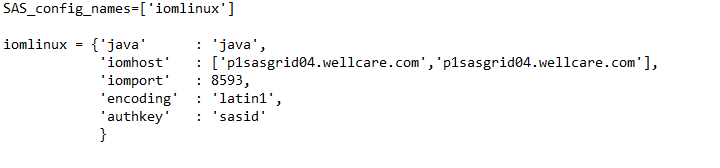 SAS_config_names=['iomlinux']
iomlinux = {'java'      : 'java',
            'iomhost'   : ['p1sasgrid04.wellcare.com','p1sasgrid04.wellcare.com'],
            'iomport'   : 8593,
            'encoding'  : 'latin1',
            'authkey'   : 'sasid'
            }